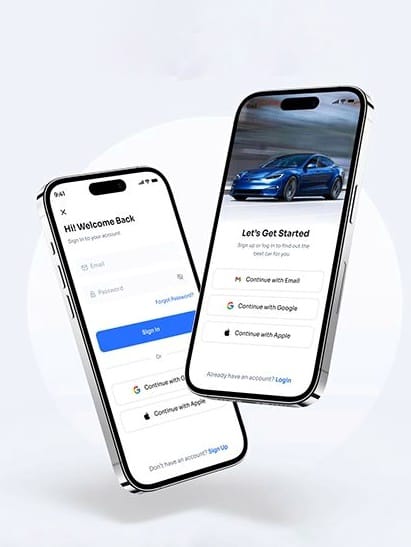 9:41
Hi! Welcome Back
Sign in to your account
Email
Password
Forgot Password?
Sign In
Or
Continue with G
Continue with Apple
Don't have an account? Sign Up
Let's Get Started
Sign up or log in to find out the
best car for you
Continue with Email
Continue with Google
Continue with Apple
Already have an account? Login